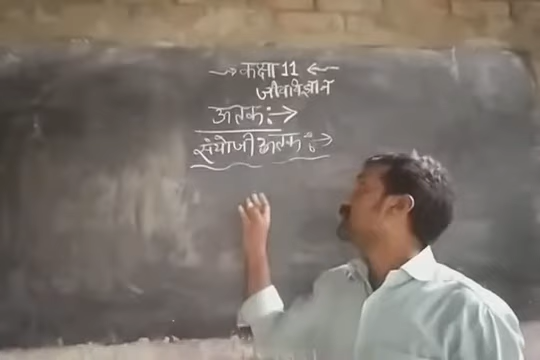 → कक्षा 11 ←
जीवविज्ञान
ऊतक :→
संयोजी ऊतक :→